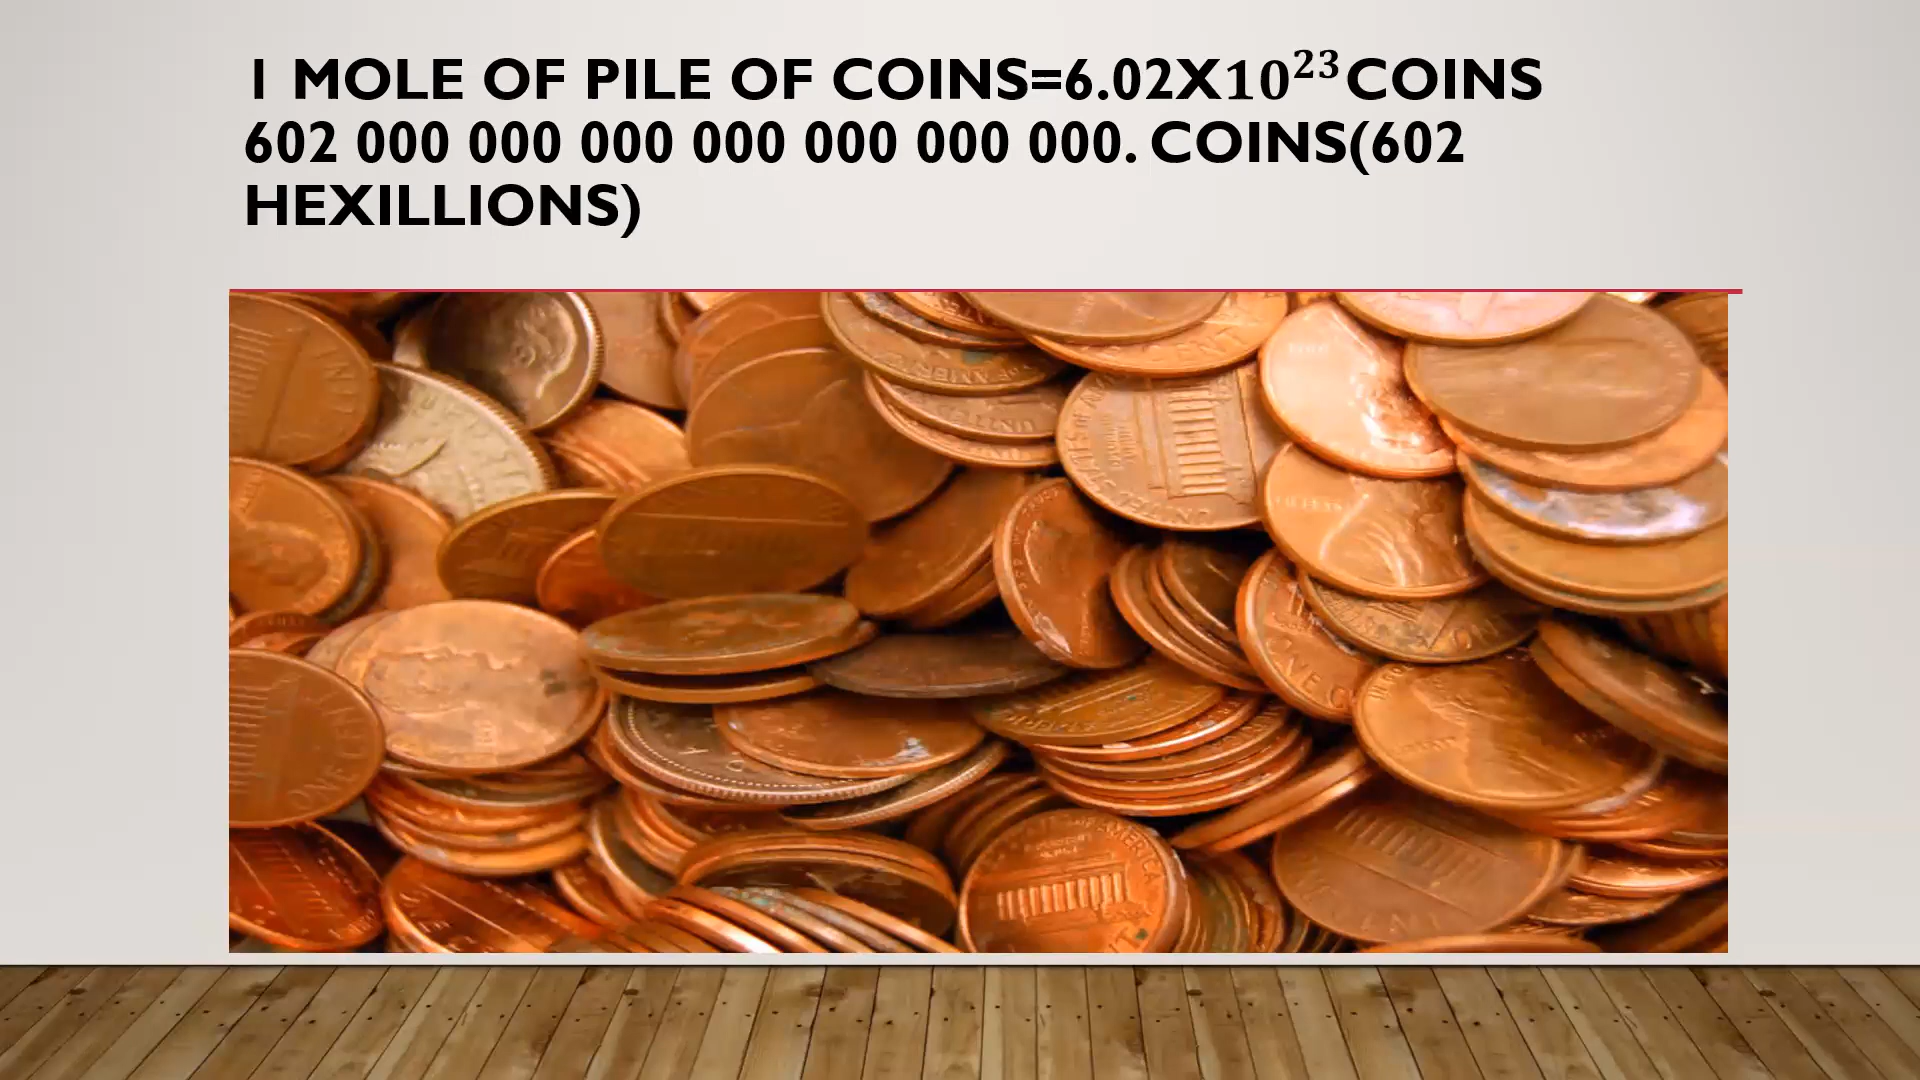 1 MOLE OF PILE OF COINS=6.02X10²³COINS
602 000 000 000 000 000 000 000. COINS(602
HEXILLIONS)